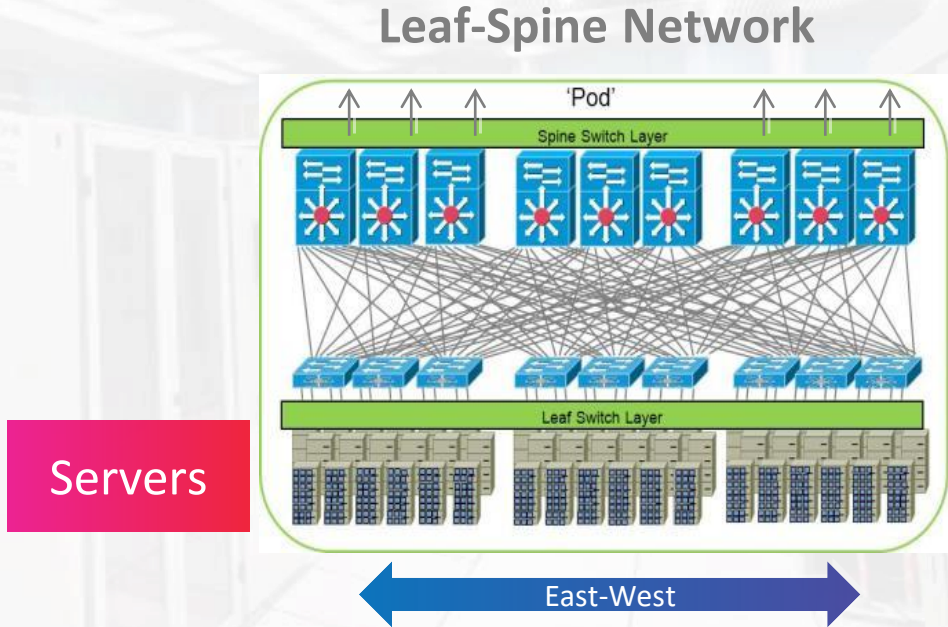 Leaf-Spine Network
'Pod'
Spine Switch Layer
Leaf Switch Layer
Servers
East-West